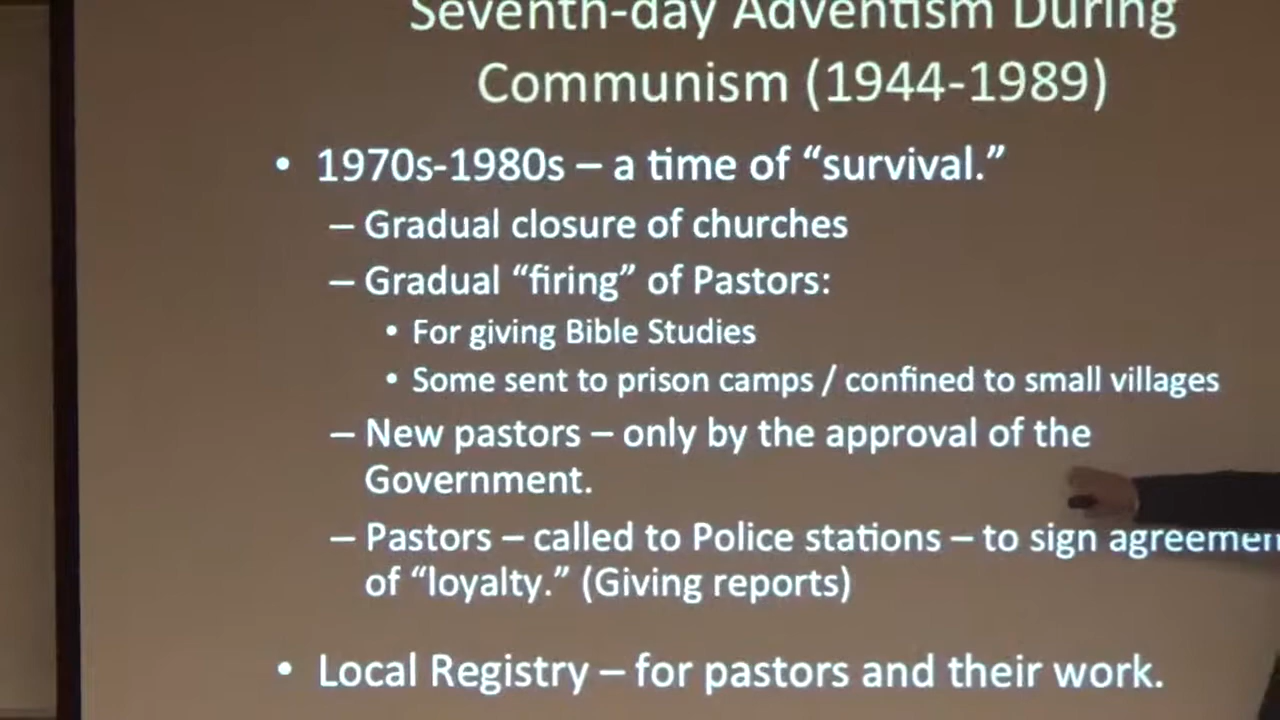 Seventh-day Adventism During
Communism (1944-1989)
• 1970s-1980s – a time of “survival.”
– Gradual closure of churches
– Gradual “firing” of Pastors:
• For giving Bible Studies
• Some sent to prison camps / confined to small villages
– New pastors – only by the approval of the
Government.
– Pastors – called to Police stations – to sign agreemen
of “loyalty.” (Giving reports)
• Local Registry – for pastors and their work.